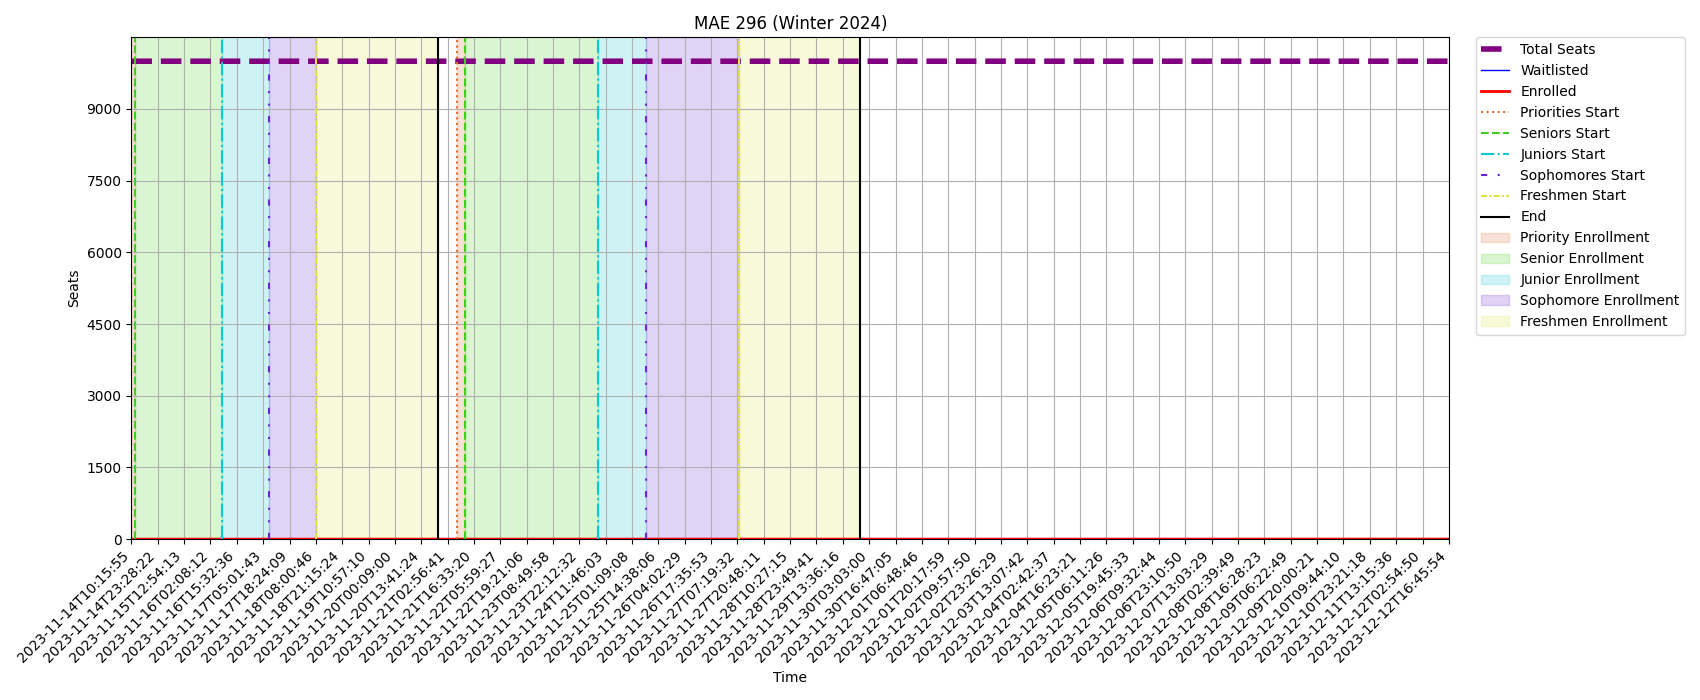 MAE 296 (Winter 2024)
Seats
9000
7500
6000
4500
3000
1500
0
2023-11-14T10:15:55
2023-11-14T23:28:22
2023-11-15T12:54:13
2023-11-16T02:08:12
2023-11-16T15:32:36
2023-11-17T05:01:43
2023-11-17T18:24:09
2023-11-18T08:00:46
2023-11-18T21:15:24
2023-11-19T10:57:10
2023-11-20T00:09:00
2023-11-20T13:41:24
2023-11-21T02:56:41
2023-11-21T16:33:20
2023-11-22T05:59:27
2023-11-22T19:21:06
2023-11-23T08:49:58
2023-11-23T22:12:32
2023-11-24T11:46:03
2023-11-25T01:09:08
2023-11-25T14:38:06
2023-11-26T04:02:29
2023-11-26T17:35:53
2023-11-27T07:19:32
2023-11-27T20:48:11
2023-11-28T10:27:15
2023-11-28T23:49:41
2023-11-29T13:36:16
2023-11-30T03:03:00
2023-11-30T16:47:05
2023-12-01T06:48:46
2023-12-01T20:17:59
2023-12-02T09:57:50
2023-12-02T23:26:29
2023-12-03T13:07:42
2023-12-04T02:42:37
2023-12-04T16:23:21
2023-12-05T06:11:26
2023-12-05T19:45:33
2023-12-06T09:32:44
2023-12-06T23:10:50
2023-12-07T13:03:29
2023-12-08T02:39:49
2023-12-08T16:28:23
2023-12-09T06:22:49
2023-12-09T20:00:21
2023-12-10T09:44:10
2023-12-10T23:21:18
2023-12-11T13:15:36
2023-12-12T02:54:50
2023-12-12T16:45:54
Time
Total Seats
Waitlisted
Enrolled
Priorities Start
Seniors Start
Juniors Start
Sophomores Start
Freshmen Start
End
Priority Enrollment
Senior Enrollment
Junior Enrollment
Sophomore Enrollment
Freshmen Enrollment